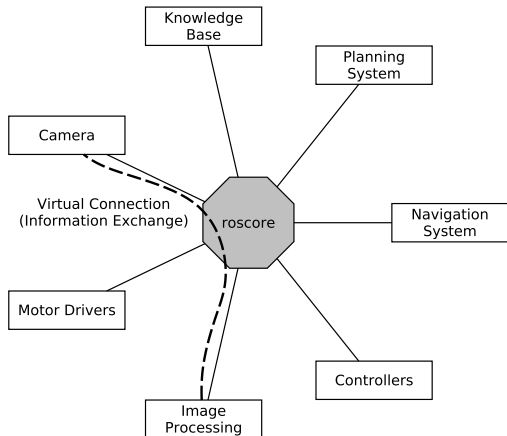 Knowledge
Base
Planning
System
Camera
Virtual Connection
(Information Exchange)
roscore
Navigation
System
Motor Drivers
Controllers
Image
Processing